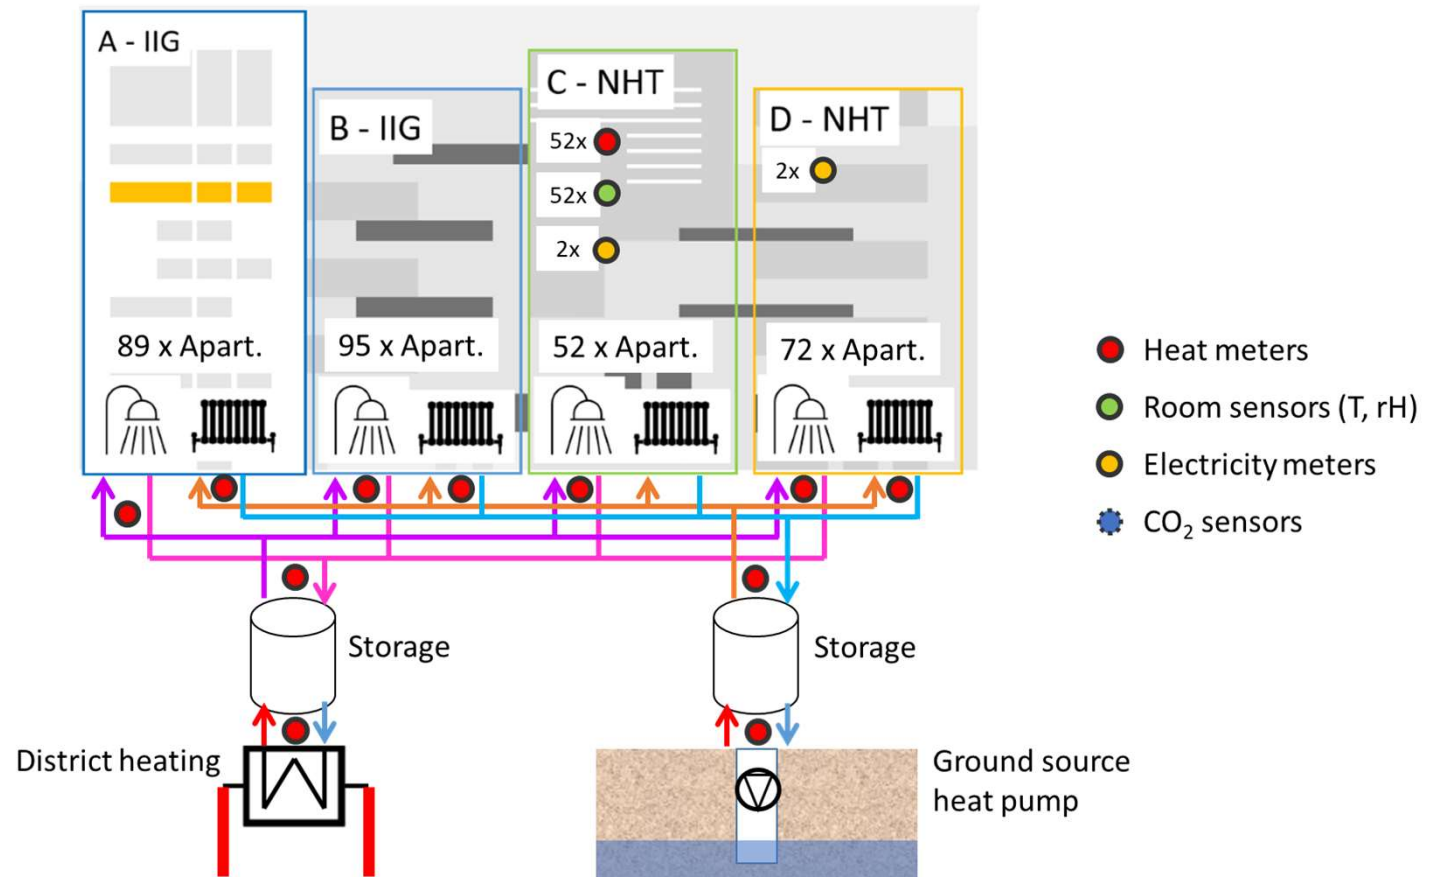 A - IIG
B - IIG
C - NHT
D - NHT
52x
52x
2x
2x
89 x Apart.
95 x Apart.
52 x Apart.
72 x Apart.
Heat meters
Room sensors (T, rH)
Electricity meters
CO₂ sensors
Storage
Storage
District heating
Ground source
heat pump